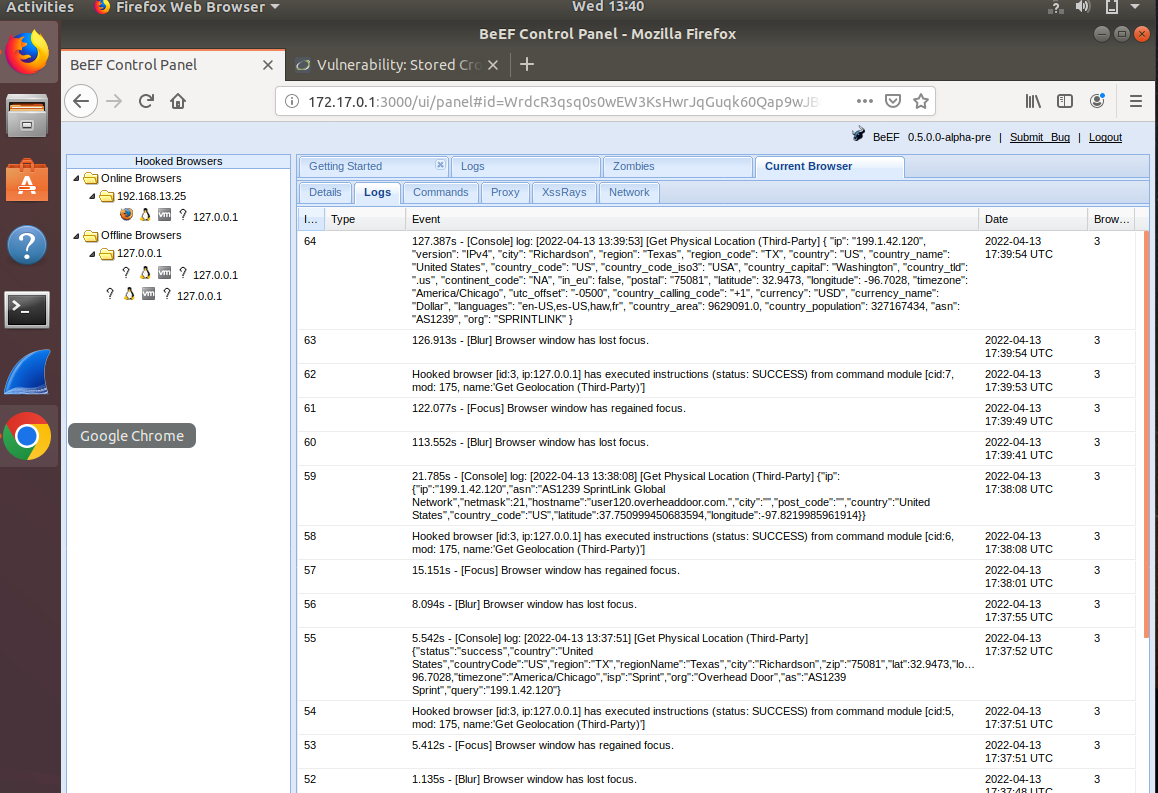 Activities Firefox Web Browser Wed 13:40
BeEF Control Panel - Mozilla Firefox
BeEF Control Panel
Vulnerability: Stored Cro
172.17.0.1:3000/ui/panel#id=WrdcR3qsq0s0wEW3KsHwrJqGuqk60Qap9wJB
BeEF 0.5.0.0-alpha-pre | Submit Bug | Logout
Hooked Browsers
Online Browsers
192.168.13.25
? 127.0.0.1
Offline Browsers
127.0.0.1
? ? 127.0.0.1
? ? 127.0.0.1
Google Chrome
Getting Started
Logs
Zombies
Current Browser
Details
Logs
Commands
Proxy
XssRays
Network
I... Type Event Date Brow...
64 127.387s - [Console] log: [2022-04-13 13:39:53] [Get Physical Location (Third-Party] { "ip": "199.1.42.120", 2022-04-13 3
"version": "IPv4", "city": "Richardson", "region": "Texas", "region_code": "TX", "country": "US", "country_name": 17:39:54 UTC
"United States", "country_code": "US", "country_code_iso3": "USA", "country_capital": "Washington", "country_tld":
".us", "continent_code": "NA", "in_eu": false, "postal": "75081", "latitude": 32.9473, "longitude": -96.7028, "timezone":
"America/Chicago", "utc_offset": "-0500", "country_calling_code": "+1", "currency": "USD", "currency_name":
"Dollar", "languages": "en-US,es-US,haw,fr", "country_area": 9629091.0, "country_population": 327167434, "asn":
"AS1239", "org": "SPRINTLINK" }
63 126.913s - [Blur] Browser window has lost focus. 2022-04-13 3
17:39:54 UTC
62 Hooked browser [id:3, ip:127.0.0.1] has executed instructions (status: SUCCESS) from command module [cid:7, 2022-04-13 3
mod: 175, name:'Get Geolocation (Third-Party)'] 17:39:53 UTC
61 122.077s - [Focus] Browser window has regained focus. 2022-04-13 3
17:39:49 UTC
60 113.552s - [Blur] Browser window has lost focus. 2022-04-13 3
17:39:41 UTC
59 21.785s - [Console] log: [2022-04-13 13:38:08] [Get Physical Location (Third-Party] {"ip": 2022-04-13 3
{"ip":"199.1.42.120","asn":"AS1239 SprintLink Global 17:38:08 UTC
Network","netmask":21,"hostname":"user120.overheaddoor.com.","city":"","post_code":"","country":"United
States","country_code":"US","latitude":37.750999450683594,"longitude":-97.8219985961914}}
58 Hooked browser [id:3, ip:127.0.0.1] has executed instructions (status: SUCCESS) from command module [cid:6, 2022-04-13 3
mod: 175, name:'Get Geolocation (Third-Party)'] 17:38:08 UTC
57 15.151s - [Focus] Browser window has regained focus. 2022-04-13 3
17:38:01 UTC
56 8.094s - [Blur] Browser window has lost focus. 2022-04-13 3
17:37:55 UTC
55 5.542s - [Console] log: [2022-04-13 13:37:51] [Get Physical Location (Third-Party] 2022-04-13 3
{"status":"success","country":"United 17:37:52 UTC
States","countryCode":"US","region":"TX","regionName":"Texas","city":"Richardson","zip":"75081","lat":32.9473,"lo...
96.7028,"timezone":"America/Chicago","isp":"Sprint","org":"Overhead Door","as":"AS1239
Sprint","query":"199.1.42.120"}
54 Hooked browser [id:3, ip:127.0.0.1] has executed instructions (status: SUCCESS) from command module [cid:5, 2022-04-13 3
mod: 175, name:'Get Geolocation (Third-Party)'] 17:37:51 UTC
53 5.412s - [Focus] Browser window has regained focus. 2022-04-13 3
17:37:51 UTC
52 1.135s - [Blur] Browser window has lost focus. 2022-04-13 3
17:37:48 UTC